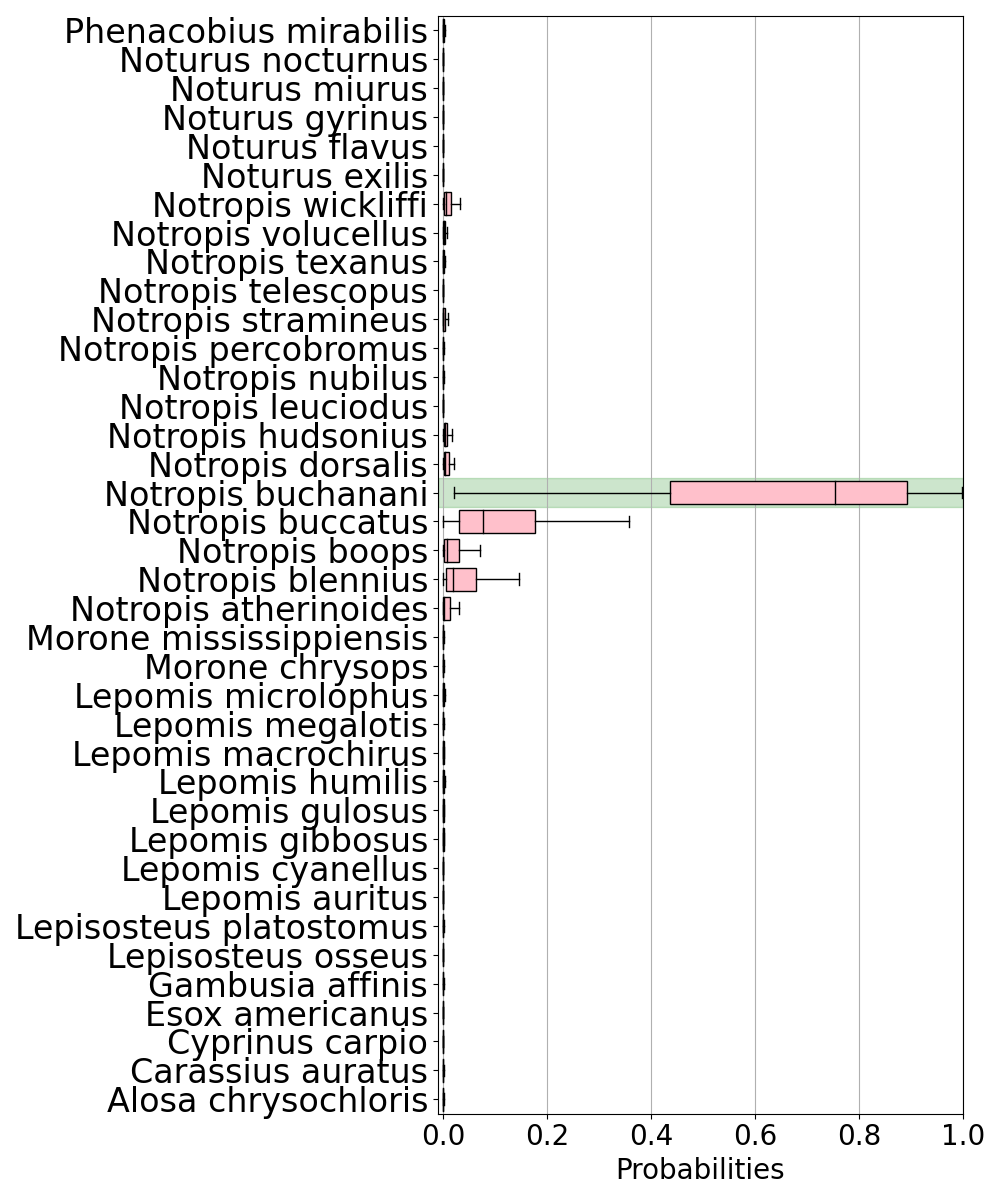 Phenacobius mirabilis
Noturus nocturnus
Noturus miurus
Noturus gyrinus
Noturus flavus
Noturus exilis
Notropis wickliffi
Notropis volucellus
Notropis texanus
Notropis telescopus
Notropis stramineus
Notropis percobromus
Notropis nubilus
Notropis leuciodus
Notropis hudsonius
Notropis dorsalis
Notropis buchanani
Notropis buccatus
Notropis boops
Notropis blennius
Notropis atherinoides
Morone mississippiensis
Morone chrysops
Lepomis microlophus
Lepomis megalotis
Lepomis macrochirus
Lepomis humilis
Lepomis gulosus
Lepomis gibbosus
Lepomis cyanellus
Lepomis auritus
Lepisosteus platostomus
Lepisosteus osseus
Gambusia affinis
Esox americanus
Cyprinus carpio
Carassius auratus
Alosa chrysochloris
0.0 0.2 0.4 0.6 0.8 1.0
Probabilities